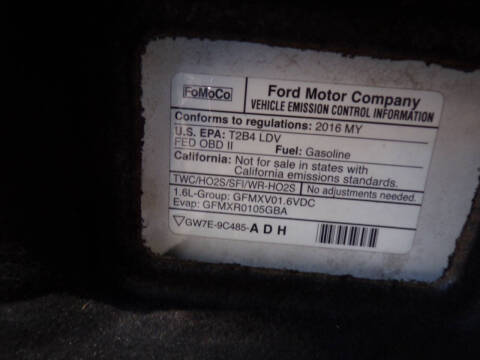 FoMoCo
Ford Motor Company
VEHICLE EMISSION CONTROL INFORMATION
Conforms to regulations: 2016 MY
U.S. EPA: T2B4 LDV
FED OBD II Fuel: Gasoline
California: Not for sale in states with
California emissions standards.
TWC/HO2S/SFI/WR-HO2S No adjustments needed.
1.6L-Group: GFMXV01.6VDC
Evap: GFMXR0105GBA
GW7E-9C485-ADH